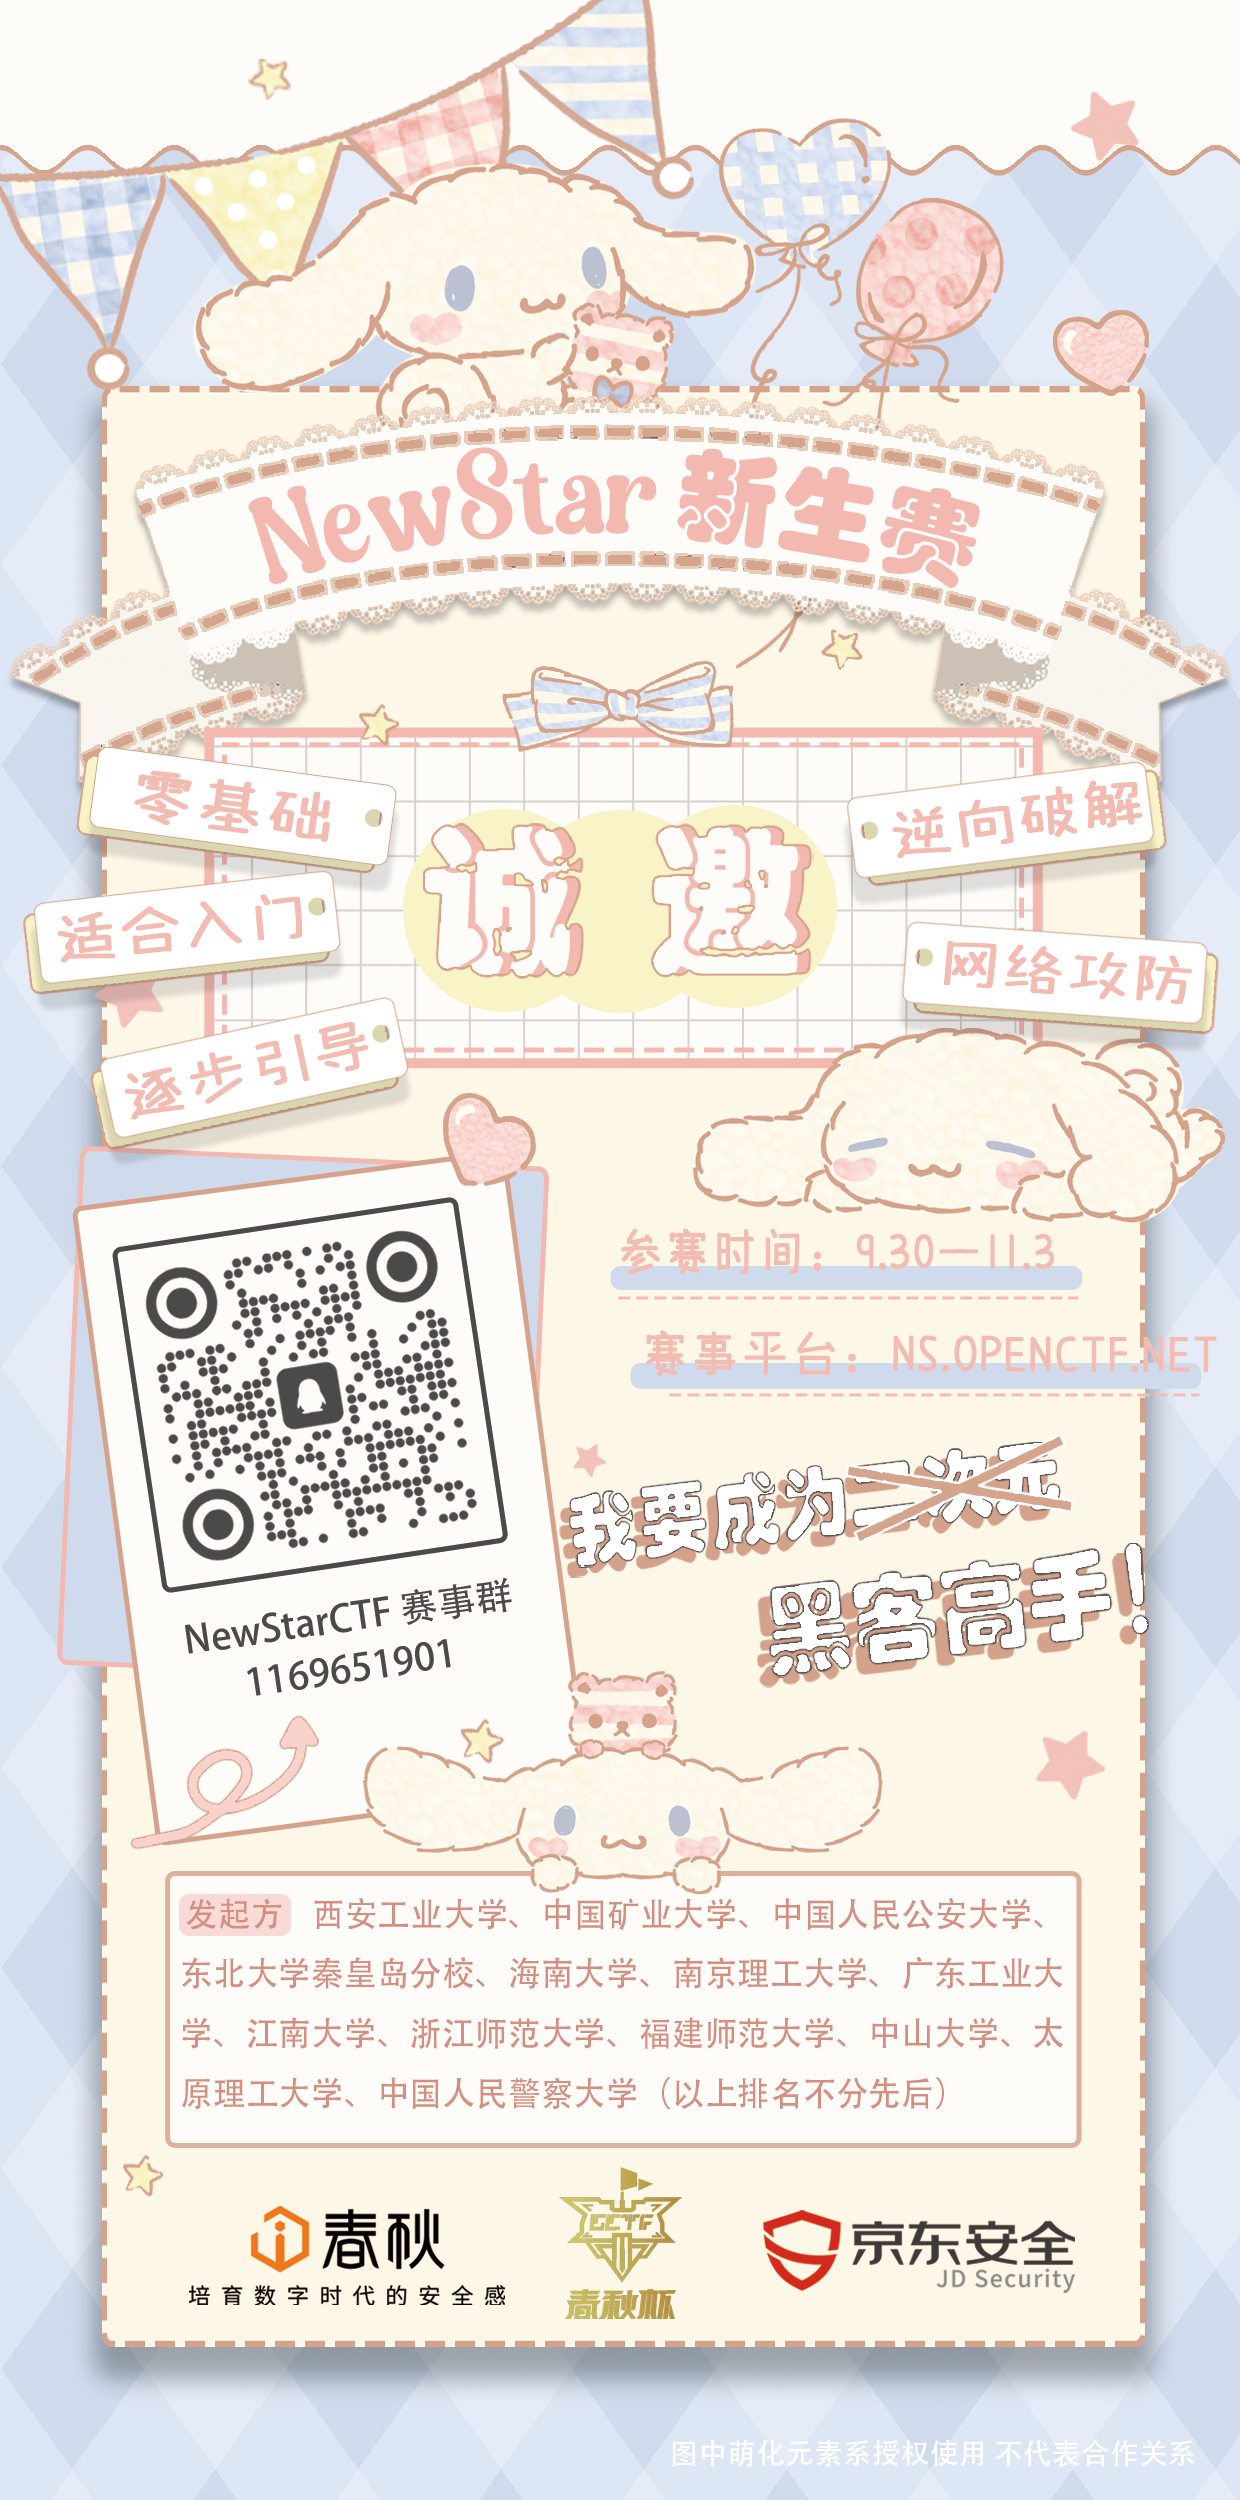 NewStar 新生赛
零基础
适合入门
逐步引导
诚邀
逆向破解
网络攻防
参赛时间：9.30—11.3
赛事平台：NS.OPENCTF.NET
我要成为二次元
黑客高手！
NewStarCTF 赛事群
1169651901
发起方 西安工业大学、中国矿业大学、中国人民公安大学、
东北大学秦皇岛分校、海南大学、南京理工大学、广东工业大
学、江南大学、浙江师范大学、福建师范大学、中山大学、太
原理工大学、中国人民警察大学（以上排名不分先后）
春秋
培育数字时代的安全感
GCTF
春秋杯
京东安全
JD Security
图中萌化元素系授权使用 不代表合作关系